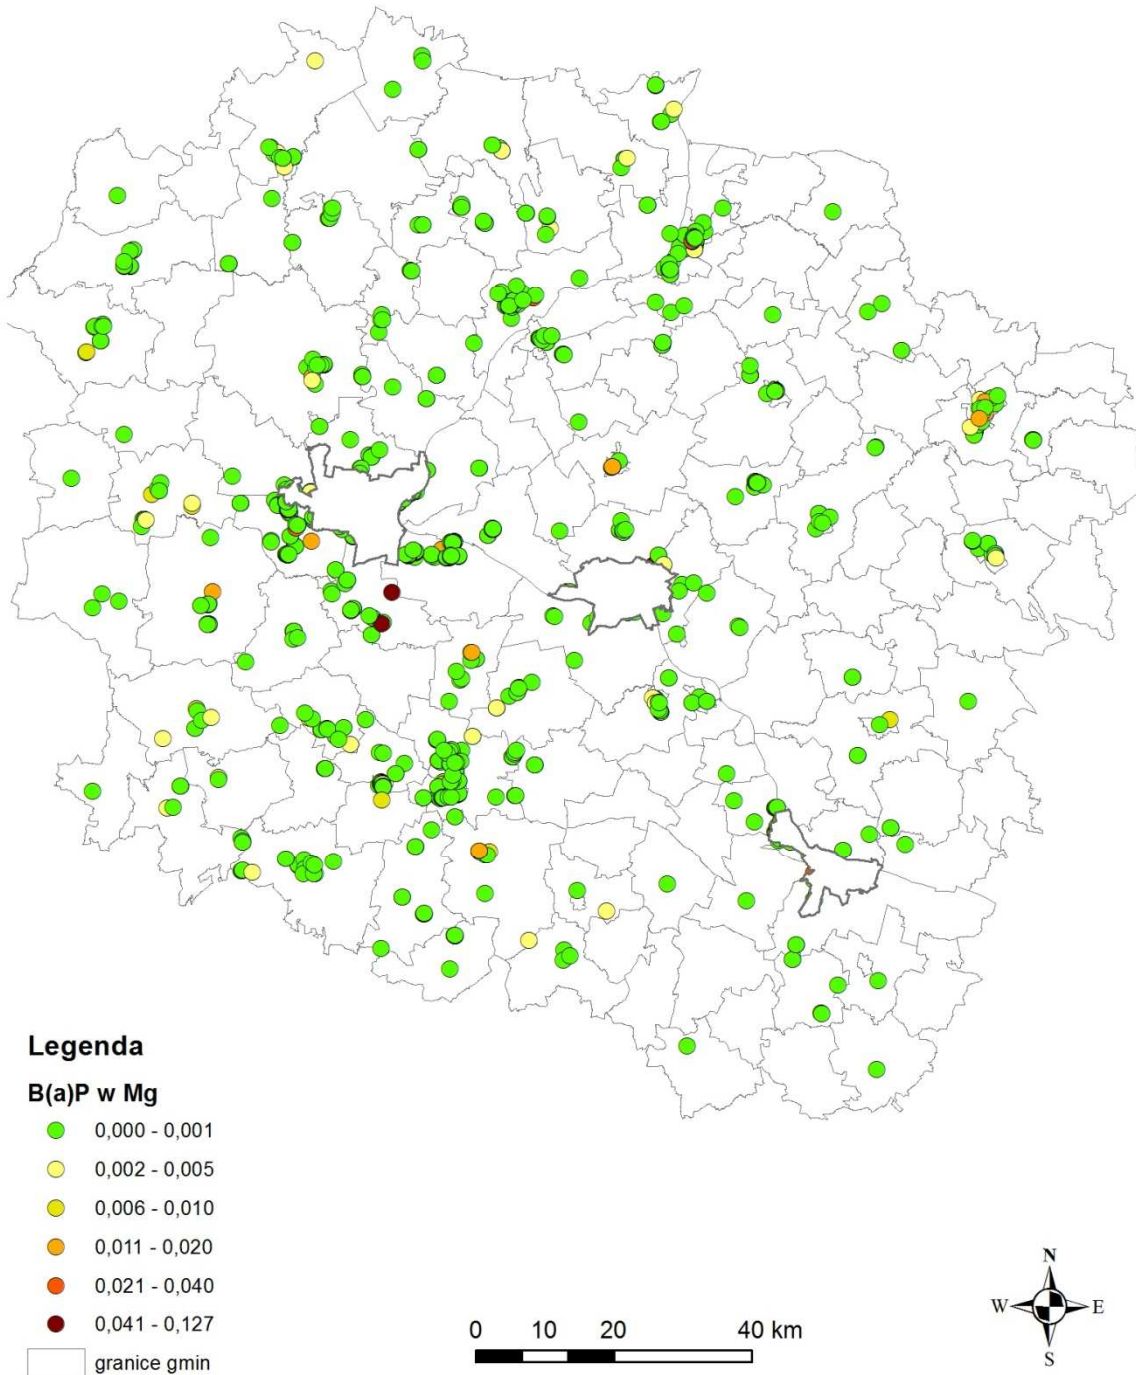 Legenda
B(a)P w Mg
0,000 - 0,001
0,002 - 0,005
0,006 - 0,010
0,011 - 0,020
0,021 - 0,040
0,041 - 0,127
granice gmin
0 10 20 40 km
N
W E
S